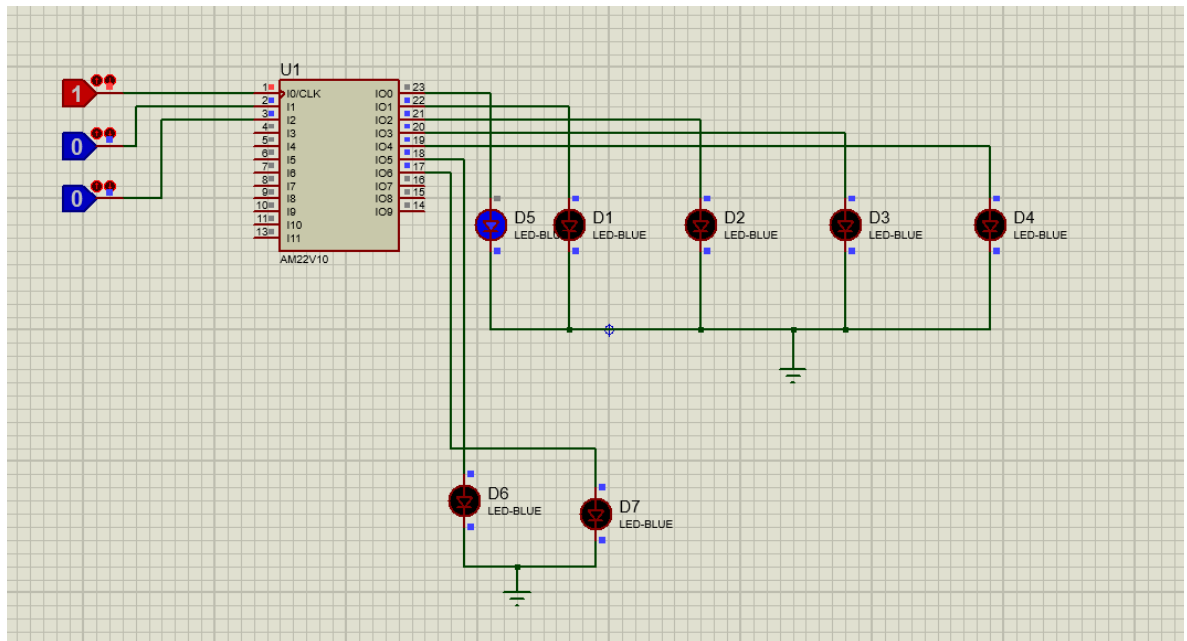 U1
1
0
0
1
2
3
4
5
6
7
8
9
10
11
13
I0/CLK
I1
I2
I3
I4
I5
I6
I7
I8
I9
I10
I11
IO0
IO1
IO2
IO3
IO4
IO5
IO6
IO7
IO8
IO9
23
22
21
20
19
18
17
16
15
14
AM22V10
D5
LED-BLU
D1
LED-BLUE
D2
LED-BLUE
D3
LED-BLUE
D4
LED-BLUE
D6
LED-BLUE
D7
LED-BLUE